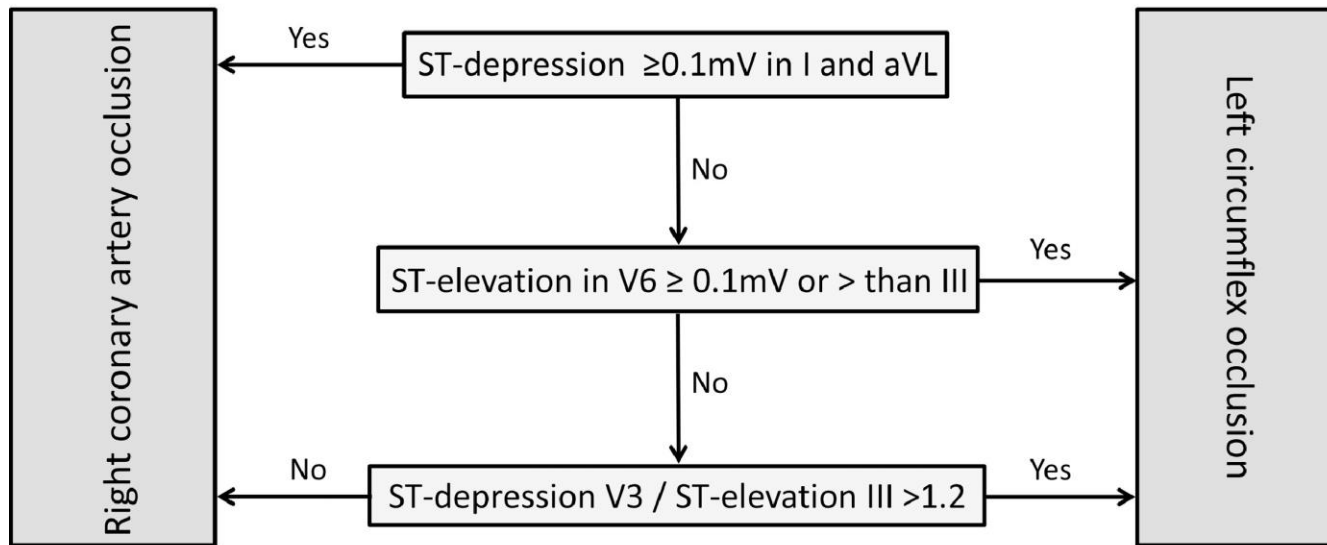 Yes
ST-depression ≥0.1mV in I and aVL
No
ST-elevation in V6 ≥ 0.1mV or > than III
Yes
No
No
ST-depression V3 / ST-elevation III >1.2
Yes
Right coronary artery occlusion
Left circumflex occlusion